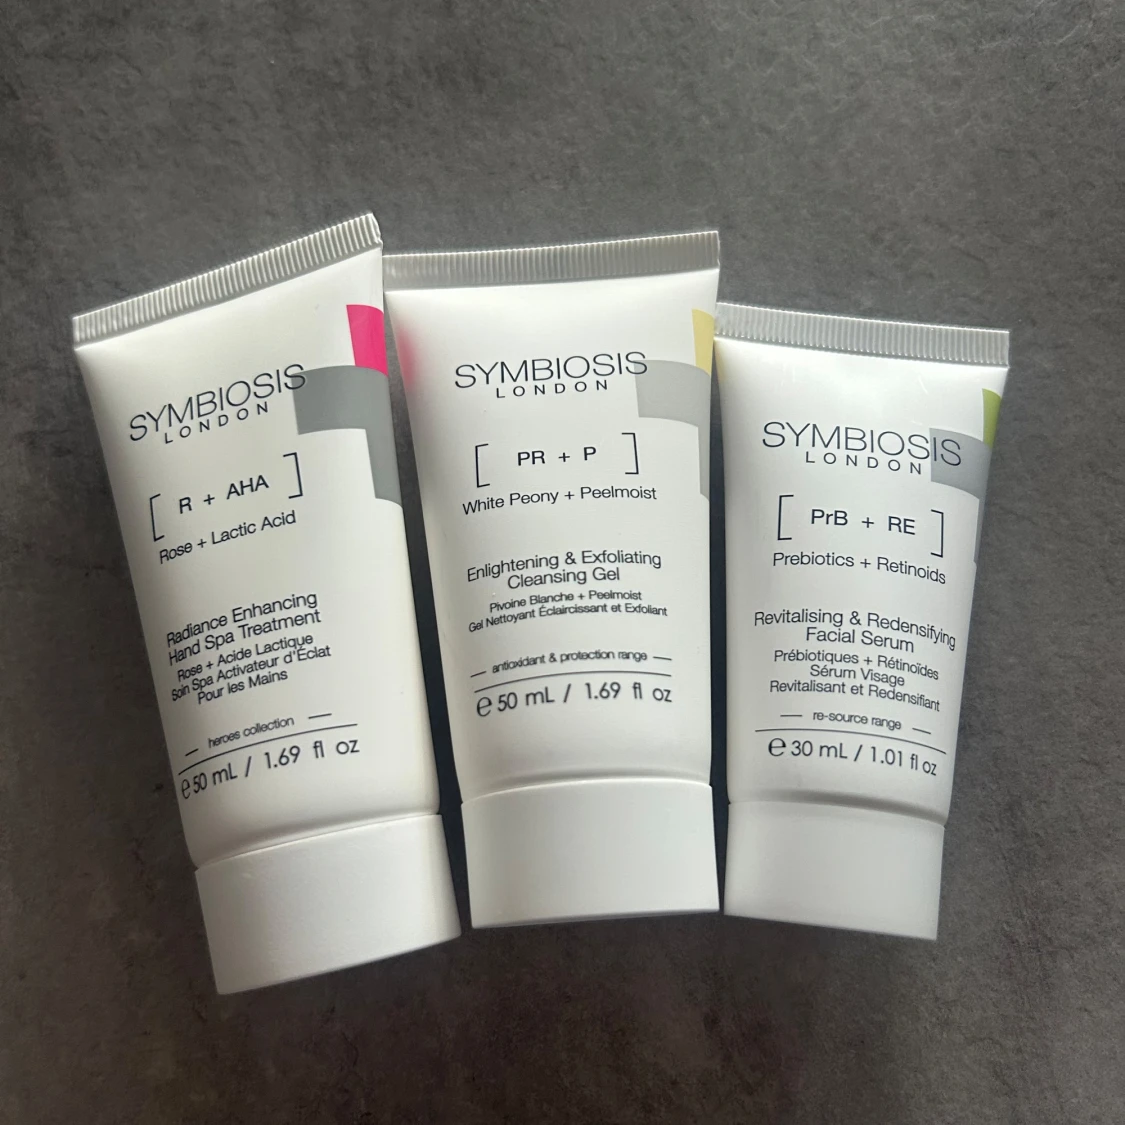 SYMBIOSIS
LONDON
[ R + AHA ]
Rose + Lactic Acid
Radiance Enhancing
Hand Spa Treatment
Rose + Acide Lactique
Soin Spa Activateur d'Éclat
Pour les Mains
heroes collection
e 50 mL / 1.69 fl oz
SYMBIOSIS
LONDON
[ PR + P ]
White Peony + Peelmoist
Enlightening & Exfoliating
Cleansing Gel
Pivoine Blanche + Peelmoist
Gel Nettoyant Éclaircissant et Exfoliant
antioxidant & protection range
e 50 mL / 1.69 fl oz
SYMBIOSIS
LONDON
[ PrB + RE ]
Prebiotics + Retinoids
Revitalising & Redensifying
Facial Serum
Prébiotiques + Rétinoïdes
Sérum Visage
Revitalisant et Redensifiant
re-source range
e 30 mL / 1.01 fl oz